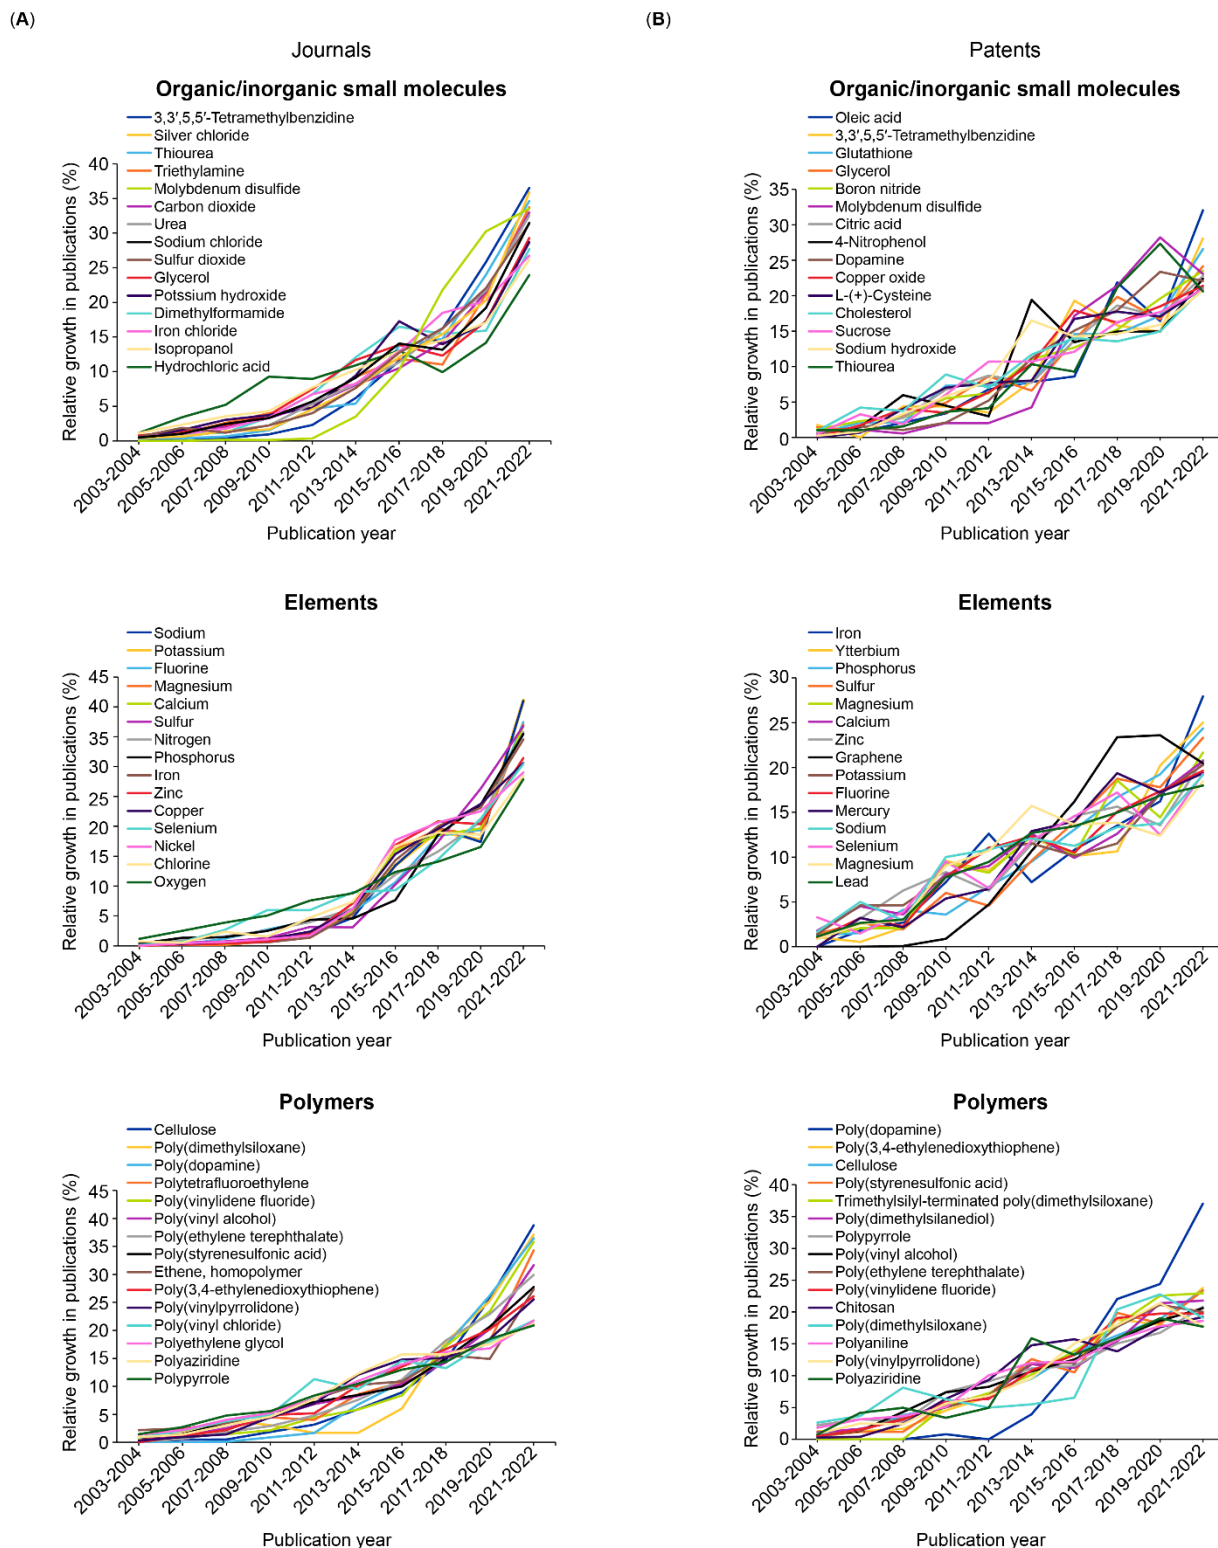 (A)
Journals
Organic/inorganic small molecules
3,3′,5,5′-Tetramethylbenzidine
Silver chloride
Thiourea
Triethylamine
Molybdenum disulfide
Carbon dioxide
Urea
Sodium chloride
Sulfur dioxide
Glycerol
Potssium hydroxide
Dimethylformamide
Iron chloride
Isopropanol
Hydrochloric acid
Relative growth in publications (%)
40
35
30
25
20
15
10
5
0
2003-2004
2005-2006
2007-2008
2009-2010
2011-2012
2013-2014
2015-2016
2017-2018
2019-2020
2021-2022
Publication year
Elements
Sodium
Potassium
Fluorine
Magnesium
Calcium
Sulfur
Nitrogen
Phosphorus
Iron
Zinc
Copper
Selenium
Nickel
Chlorine
Oxygen
Relative growth in publications (%)
45
40
35
30
25
20
15
10
5
0
2003-2004
2005-2006
2007-2008
2009-2010
2011-2012
2013-2014
2015-2016
2017-2018
2019-2020
2021-2022
Publication year
Polymers
Cellulose
Poly(dimethylsiloxane)
Poly(dopamine)
Polytetrafluoroethylene
Poly(vinylidene fluoride)
Poly(vinyl alcohol)
Poly(ethylene terephthalate)
Poly(styrenesulfonic acid)
Ethene, homopolymer
Poly(3,4-ethylenedioxythiophene)
Poly(vinylpyrrolidone)
Poly(vinyl chloride)
Polyethylene glycol
Polyaziridine
Polypyrrole
Relative growth in publications (%)
45
40
35
30
25
20
15
10
5
0
2003-2004
2005-2006
2007-2008
2009-2010
2011-2012
2013-2014
2015-2016
2017-2018
2019-2020
2021-2022
Publication year
(B)
Patents
Organic/inorganic small molecules
Oleic acid
3,3′,5,5′-Tetramethylbenzidine
Glutathione
Glycerol
Boron nitride
Molybdenum disulfide
Citric acid
4-Nitrophenol
Dopamine
Copper oxide
L-(+)-Cysteine
Cholesterol
Sucrose
Sodium hydroxide
Thiourea
Relative growth in publications (%)
35
30
25
20
15
10
5
0
2003-2004
2005-2006
2007-2008
2009-2010
2011-2012
2013-2014
2015-2016
2017-2018
2019-2020
2021-2022
Publication year
Elements
Iron
Ytterbium
Phosphorus
Sulfur
Magnesium
Calcium
Zinc
Graphene
Potassium
Fluorine
Mercury
Sodium
Selenium
Magnesium
Lead
Relative growth in publications (%)
30
25
20
15
10
5
0
2003-2004
2005-2006
2007-2008
2009-2010
2011-2012
2013-2014
2015-2016
2017-2018
2019-2020
2021-2022
Publication year
Polymers
Poly(dopamine)
Poly(3,4-ethylenedioxythiophene)
Cellulose
Poly(styrenesulfonic acid)
Trimethylsilyl-terminated poly(dimethylsiloxane)
Poly(dimethylsilanediol)
Polypyrrole
Poly(vinyl alcohol)
Poly(ethylene terephthalate)
Poly(vinylidene fluoride)
Chitosan
Poly(dimethylsiloxane)
Polyaniline
Poly(vinylpyrrolidone)
Polyaziridine
Relative growth in publications (%)
40
35
30
25
20
15
10
5
0
2003-2004
2005-2006
2007-2008
2009-2010
2011-2012
2013-2014
2015-2016
2017-2018
2019-2020
2021-2022
Publication year